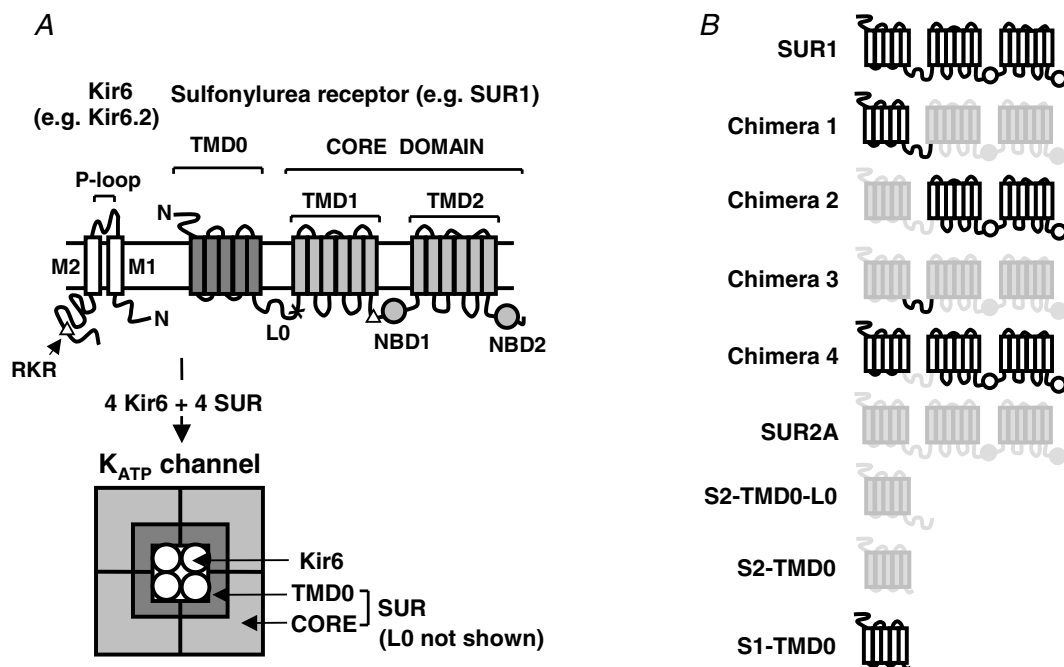 A
Kir6
(e.g. Kir6.2)
Sulfonylurea receptor (e.g. SUR1)
TMD0
CORE DOMAIN
P-loop
TMD1
TMD2
N
M2
M1
N
L0
NBD1
NBD2
RKR
4 Kir6 + 4 SUR
KATP channel
Kir6
TMD0
CORE
SUR
(L0 not shown)
B
SUR1
Chimera 1
Chimera 2
Chimera 3
Chimera 4
SUR2A
S2-TMD0-L0
S2-TMD0
S1-TMD0